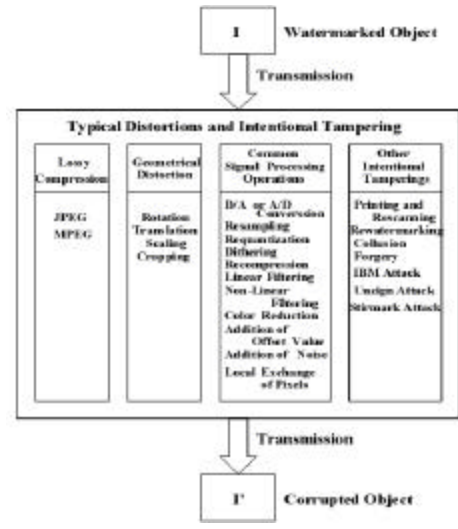 I Watermarked Object
Transmission
Typical Distortions and Intentional Tampering
Lossy
Compression
JPEG
MPEG
Geometrical
Distortion
Rotation
Translation
Scaling
Cropping
Common
Signal Processing
Operations
D/A or A/D
Conversion
Resampling
Requantization
Dithering
Recompression
Linear Filtering
Non-Linear
Filtering
Color Reduction
Addition of
Offset Value
Addition of Noise
Local Exchange
of Pixels
Other
Intentional
Tamperings
Printing and
Rescanning
Rewatermarking
Collusion
Forgery
IBM Attack
Unzign Attack
Stirmark Attack
Transmission
I' Corrupted Object